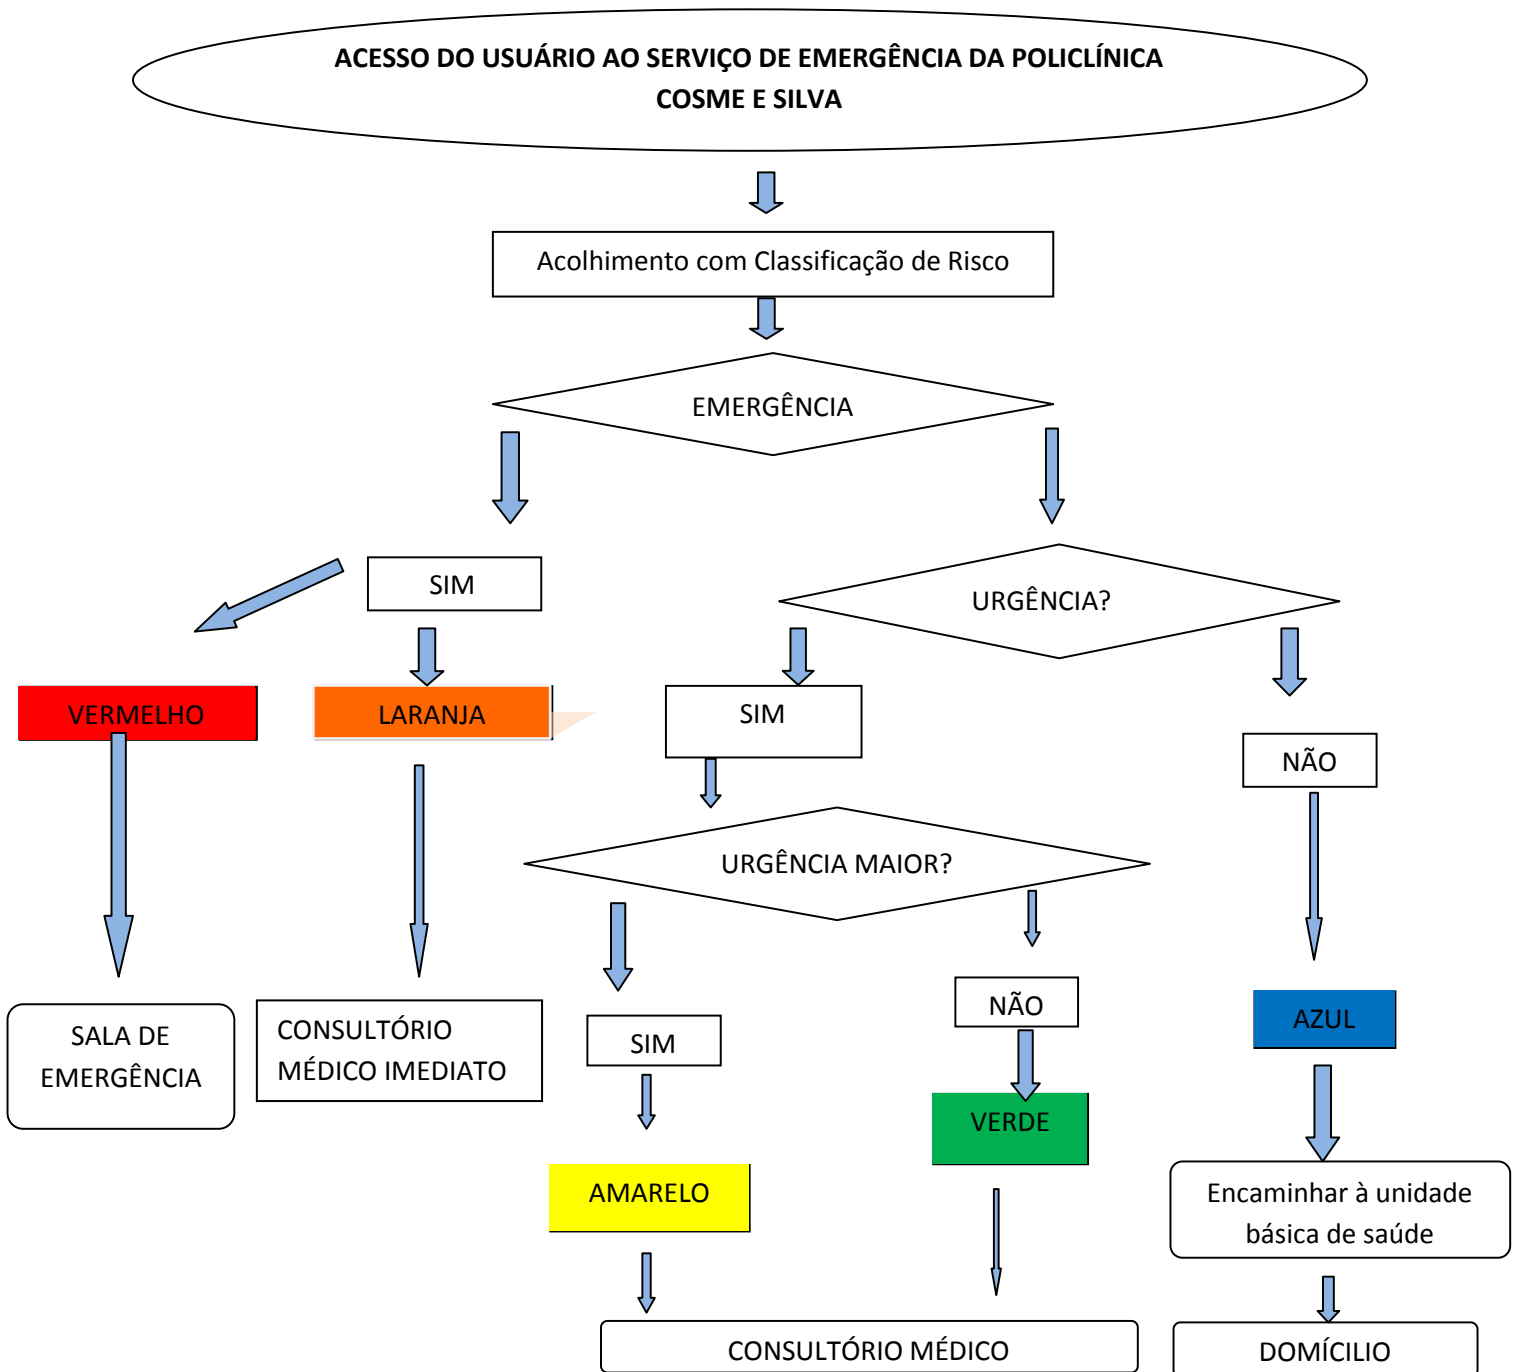 ACESSO DO USUÁRIO AO SERVIÇO DE EMERGÊNCIA DA POLICLÍNICA
COSME E SILVA
Acolhimento com Classificação de Risco
EMERGÊNCIA
SIM
URGÊNCIA?
VERMELHO
LARANJA
SIM
NÃO
URGÊNCIA MAIOR?
SALA DE
EMERGÊNCIA
CONSULTÓRIO
MÉDICO IMEDIATO
SIM
NÃO
AZUL
VERDE
AMARELO
Encaminhar à unidade
básica de saúde
CONSULTÓRIO MÉDICO
DOMÍCILIO